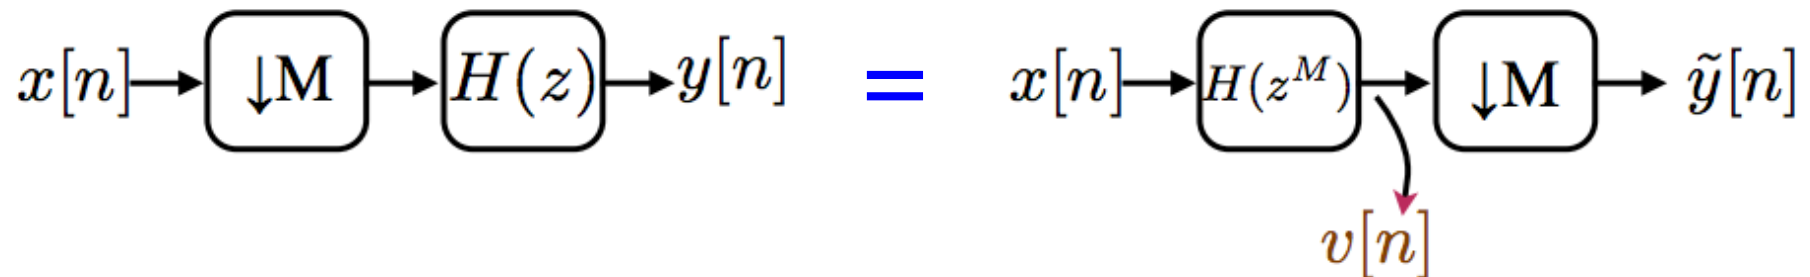 x[n] ↓M H(z) y[n] = x[n] H(z^M) ↓M ỹ[n]
v[n]